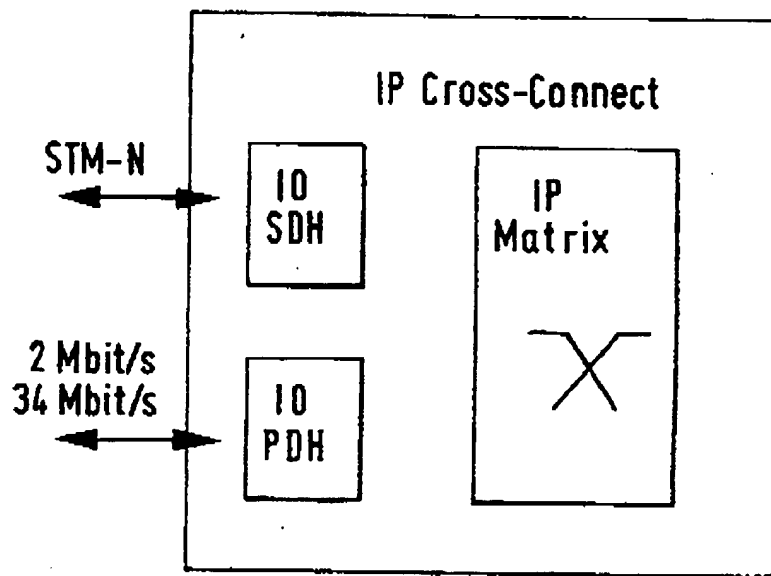 IP Cross-Connect
STM-N
IO
SDH
IP
Matrix
2 Mbit/s
34 Mbit/s
IO
PDH